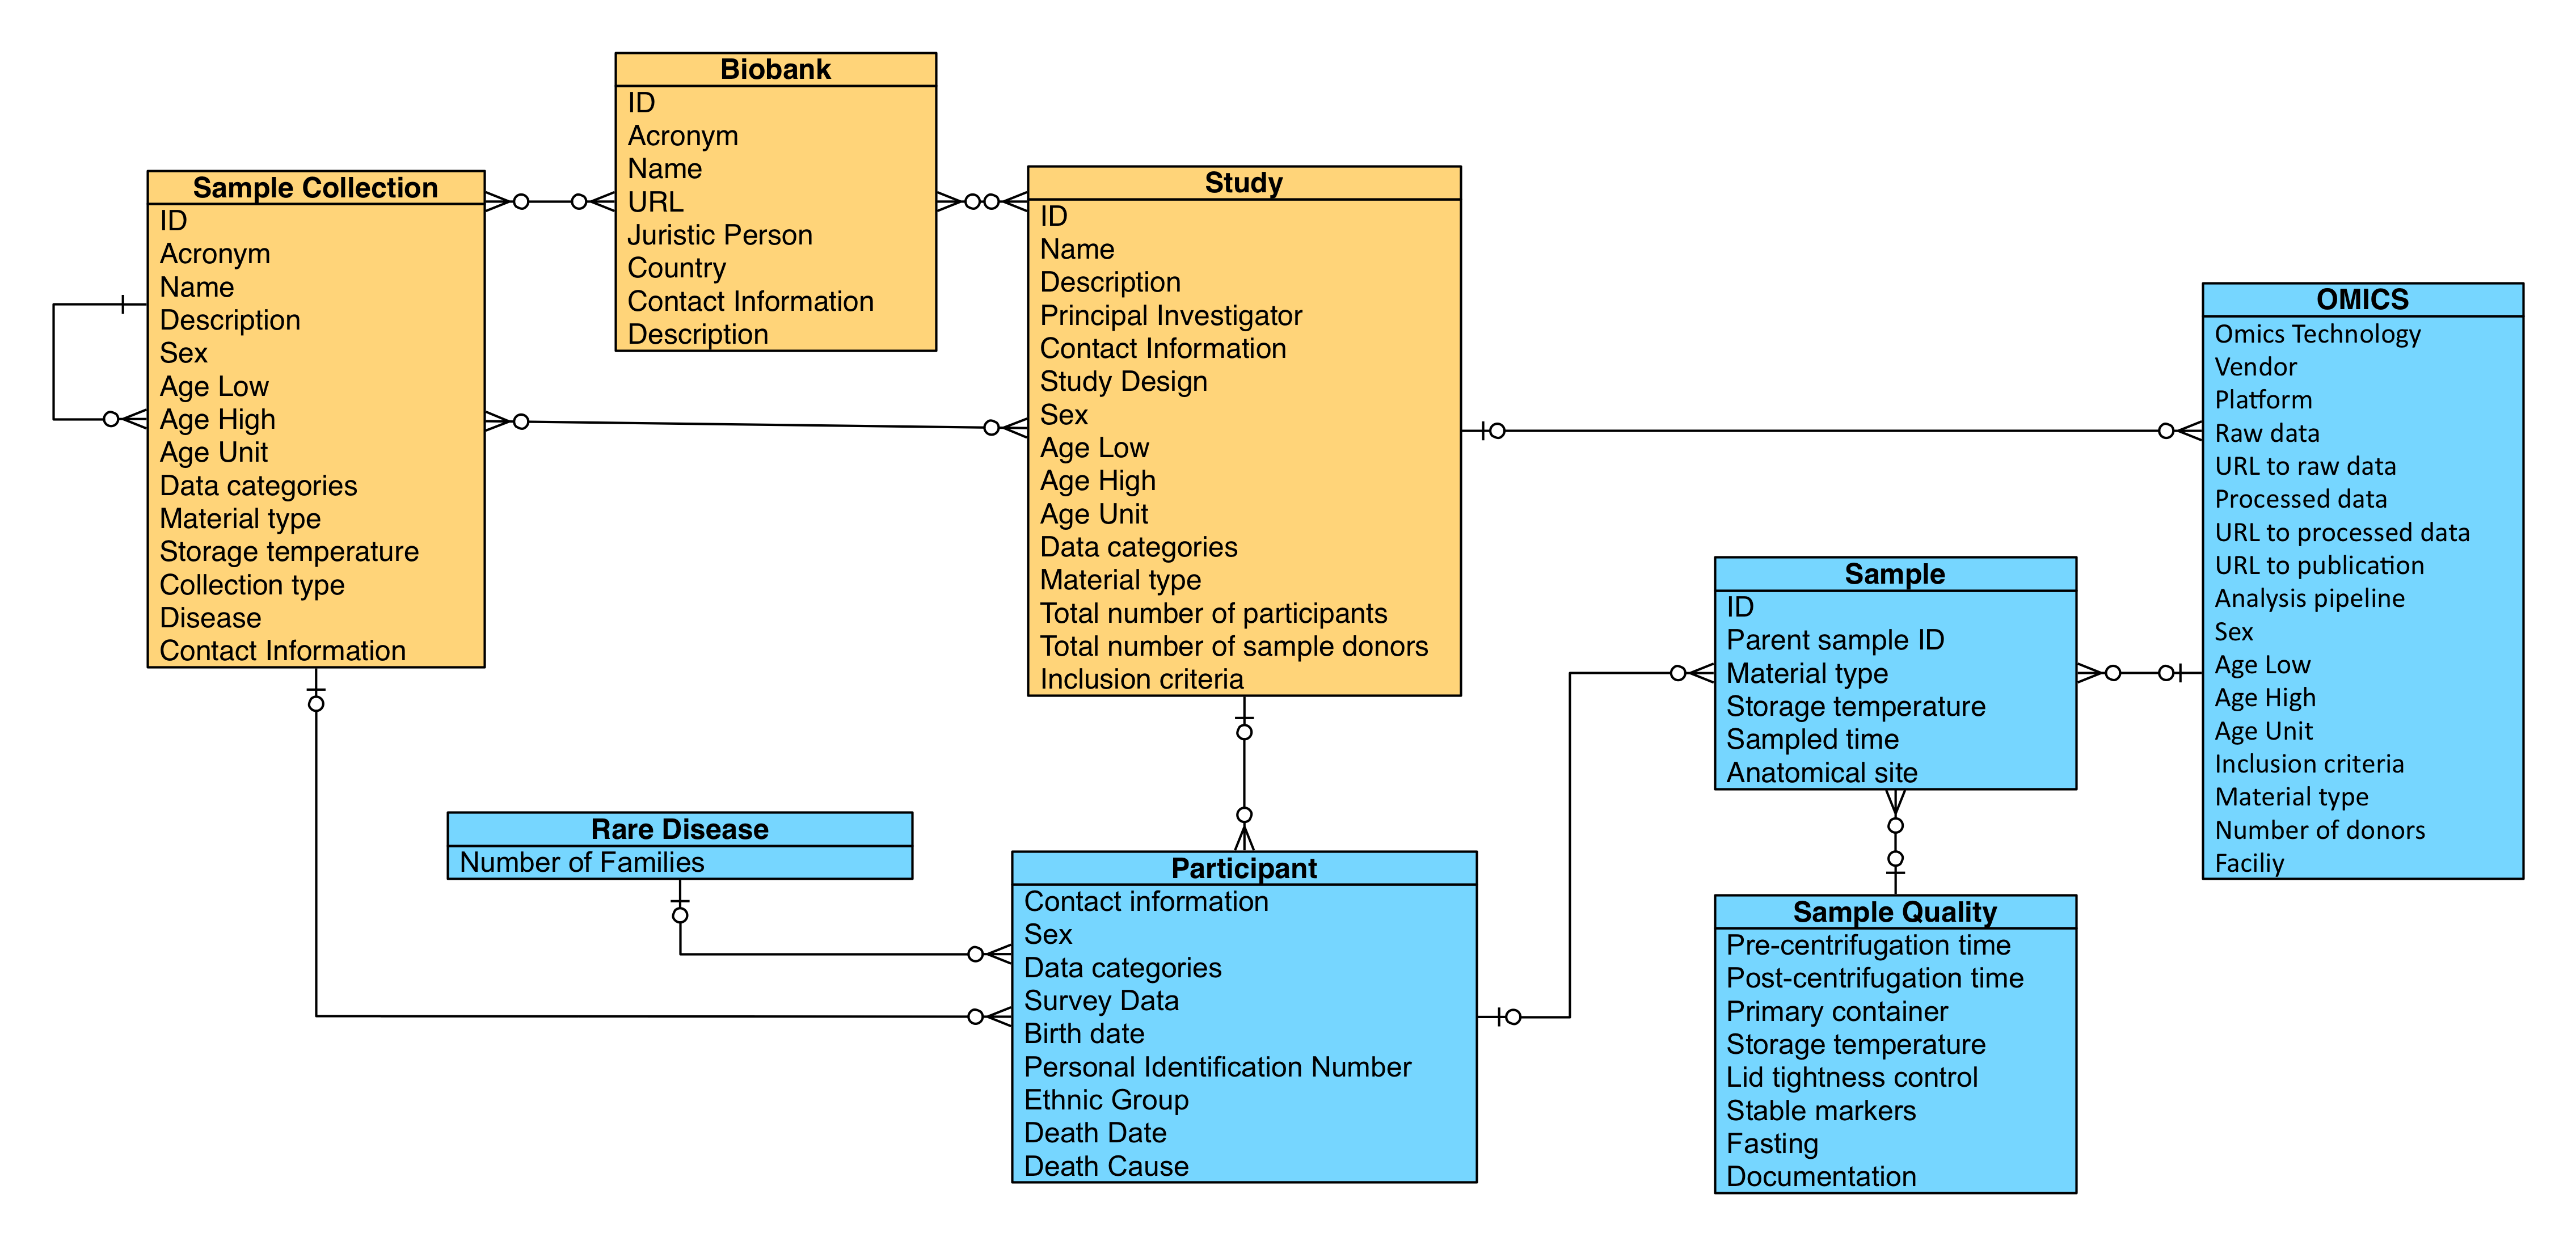 Biobank
ID
Acronym
Name
URL
Juristic Person
Country
Contact Information
Description
Sample Collection
ID
Acronym
Name
Description
Sex
Age Low
Age High
Age Unit
Data categories
Material type
Storage temperature
Collection type
Disease
Contact Information
Study
ID
Name
Description
Principal Investigator
Contact Information
Study Design
Sex
Age Low
Age High
Age Unit
Data categories
Material type
Total number of participants
Total number of sample donors
Inclusion criteria
OMICS
Omics Technology
Vendor
Platform
Raw data
URL to raw data
Processed data
URL to processed data
URL to publication
Analysis pipeline
Sex
Age Low
Age High
Age Unit
Inclusion criteria
Material type
Number of donors
Faciliy
Sample
ID
Parent sample ID
Material type
Storage temperature
Sampled time
Anatomical site
Rare Disease
Number of Families
Participant
Contact information
Sex
Data categories
Survey Data
Birth date
Personal Identification Number
Ethnic Group
Death Date
Death Cause
Sample Quality
Pre-centrifugation time
Post-centrifugation time
Primary container
Storage temperature
Lid tightness control
Stable markers
Fasting
Documentation